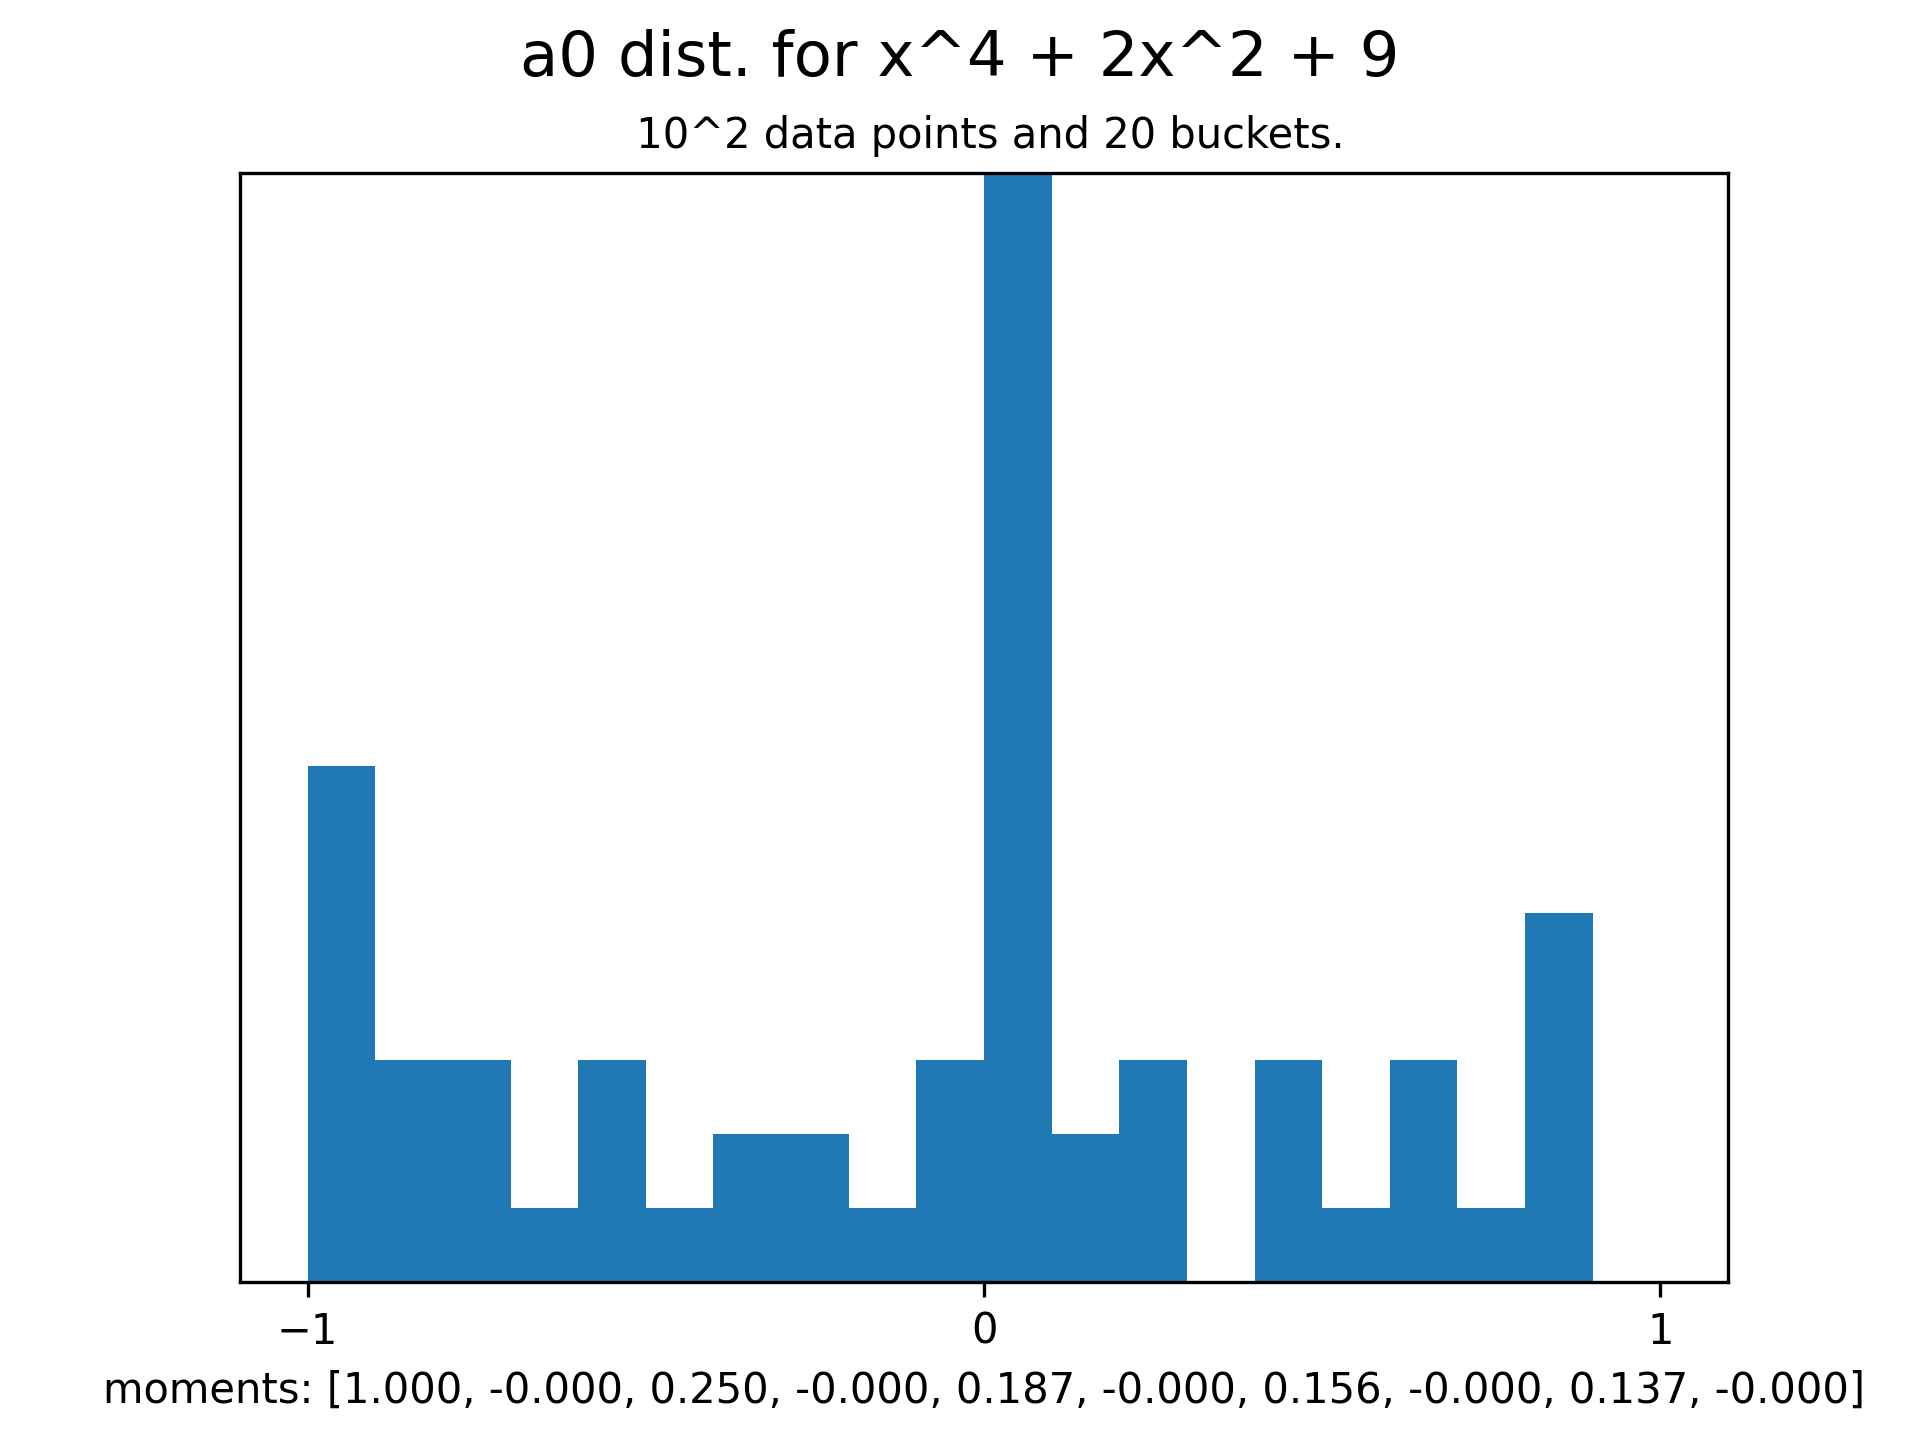 a0 dist. for x^4 + 2x^2 + 9
10^2 data points and 20 buckets.
−1 0 1
moments: [1.000, -0.000, 0.250, -0.000, 0.187, -0.000, 0.156, -0.000, 0.137, -0.000]